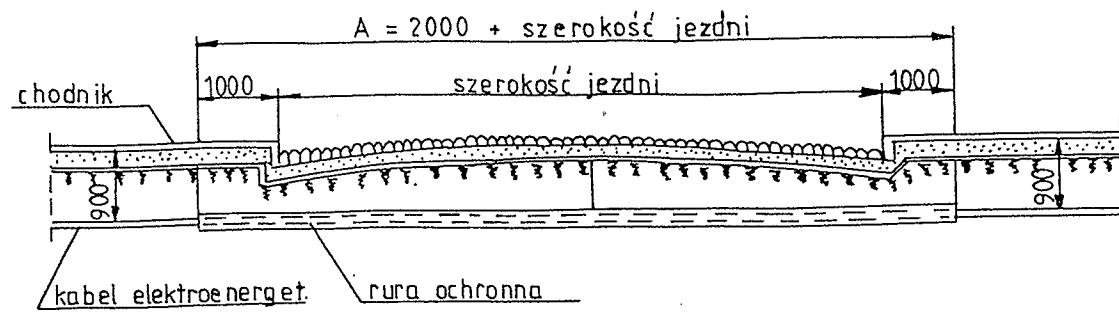 A = 2000 + szerokość jezdni
1000
szerokość jezdni
1000
chodnik
900
900
kabel elektroenerget.
rura ochronna